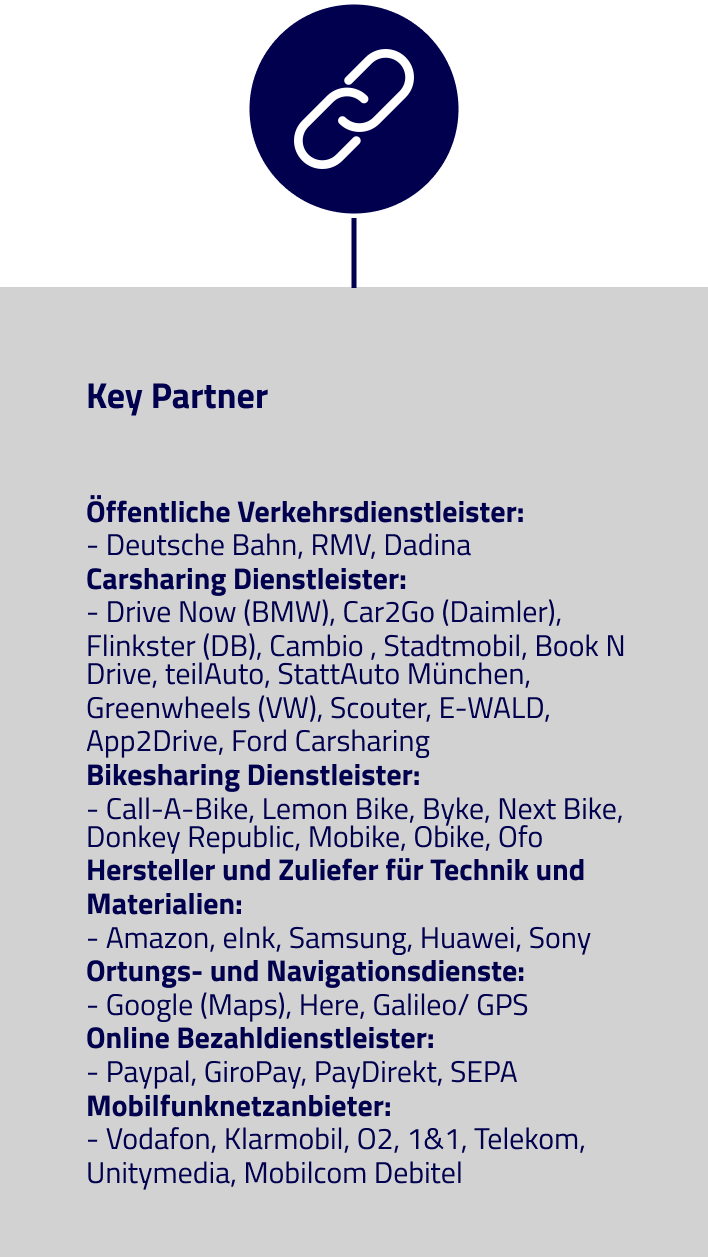 Key Partner
Öffentliche Verkehrsdienstleister:
- Deutsche Bahn, RMV, Dadina
Carsharing Dienstleister:
- Drive Now (BMW), Car2Go (Daimler),
Flinkster (DB), Cambio , Stadtmobil, Book N
Drive, teilAuto, StattAuto München,
Greenwheels (VW), Scouter, E-WALD,
App2Drive, Ford Carsharing
Bikesharing Dienstleister:
- Call-A-Bike, Lemon Bike, Byke, Next Bike,
Donkey Republic, Mobike, Obike, Ofo
Hersteller und Zuliefer für Technik und
Materialien:
- Amazon, eInk, Samsung, Huawei, Sony
Ortungs- und Navigationsdienste:
- Google (Maps), Here, Galileo/ GPS
Online Bezahldienstleister:
- Paypal, GiroPay, PayDirekt, SEPA
Mobilfunknetzanbieter:
- Vodafon, Klarmobil, O2, 1&1, Telekom,
Unitymedia, Mobilcom Debitel